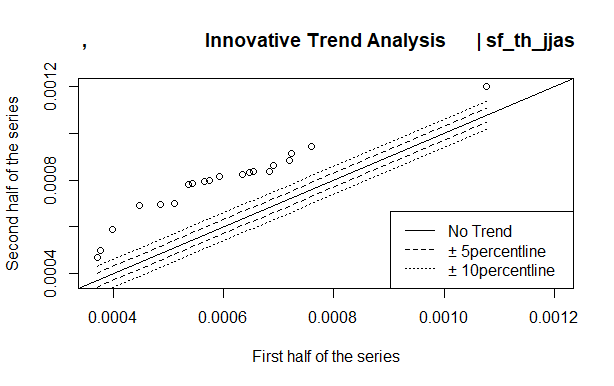 , Innovative Trend Analysis | sf_th_jjas
Second half of the series
0.0012
0.0008
0.0004
No Trend
± 5percentline
± 10percentline
0.0004 0.0006 0.0008 0.0010 0.0012
First half of the series